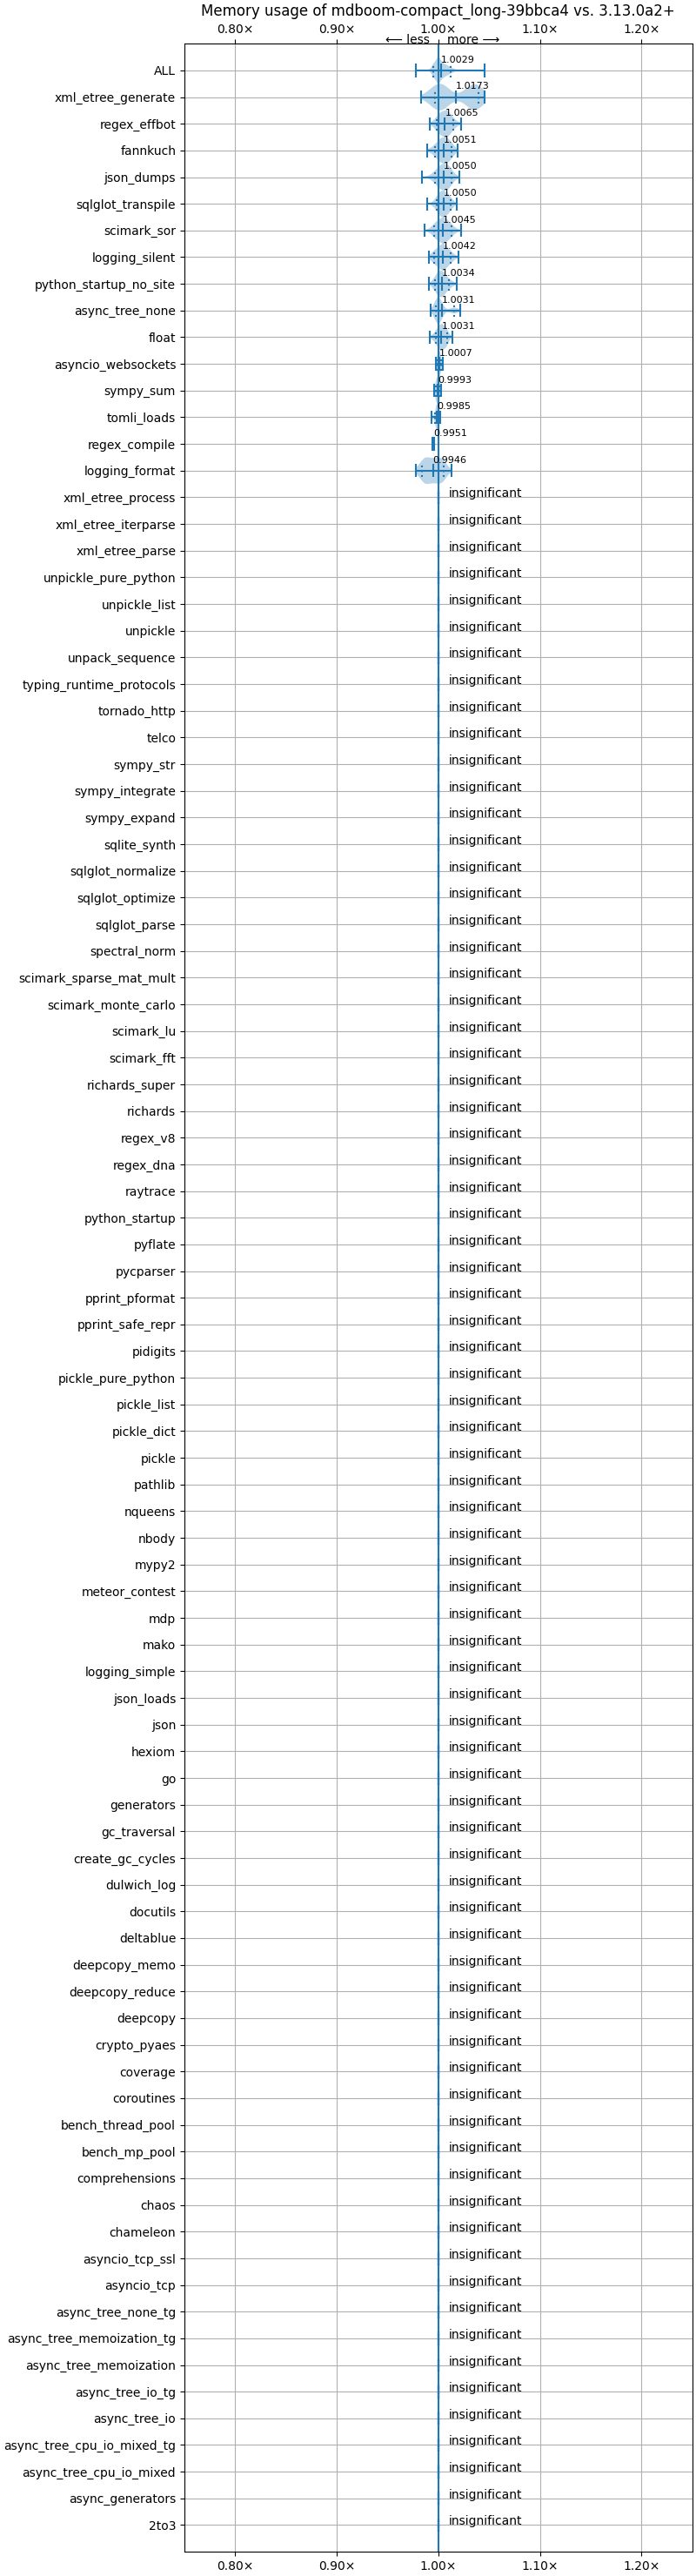 Memory usage of mdboom-compact_long-39bbca4 vs. 3.13.0a2+
0.80× 0.90× 1.00× 1.10× 1.20×
⟵ less more ⟶
ALL 1.0029
xml_etree_generate 1.0173
regex_effbot 1.0065
fannkuch 1.0051
json_dumps 1.0050
sqlglot_transpile 1.0050
scimark_sor 1.0045
logging_silent 1.0042
python_startup_no_site 1.0034
async_tree_none 1.0031
float 1.0031
asyncio_websockets 1.0007
sympy_sum 0.9993
tomli_loads 0.9985
regex_compile 0.9951
logging_format 0.9946
xml_etree_process insignificant
xml_etree_iterparse insignificant
xml_etree_parse insignificant
unpickle_pure_python insignificant
unpickle_list insignificant
unpickle insignificant
unpack_sequence insignificant
typing_runtime_protocols insignificant
tornado_http insignificant
telco insignificant
sympy_str insignificant
sympy_integrate insignificant
sympy_expand insignificant
sqlite_synth insignificant
sqlglot_normalize insignificant
sqlglot_optimize insignificant
sqlglot_parse insignificant
spectral_norm insignificant
scimark_sparse_mat_mult insignificant
scimark_monte_carlo insignificant
scimark_lu insignificant
scimark_fft insignificant
richards_super insignificant
richards insignificant
regex_v8 insignificant
regex_dna insignificant
raytrace insignificant
python_startup insignificant
pyflate insignificant
pycparser insignificant
pprint_pformat insignificant
pprint_safe_repr insignificant
pidigits insignificant
pickle_pure_python insignificant
pickle_list insignificant
pickle_dict insignificant
pickle insignificant
pathlib insignificant
nqueens insignificant
nbody insignificant
mypy2 insignificant
meteor_contest insignificant
mdp insignificant
mako insignificant
logging_simple insignificant
json_loads insignificant
json insignificant
hexiom insignificant
go insignificant
generators insignificant
gc_traversal insignificant
create_gc_cycles insignificant
dulwich_log insignificant
docutils insignificant
deltablue insignificant
deepcopy_memo insignificant
deepcopy_reduce insignificant
deepcopy insignificant
crypto_pyaes insignificant
coverage insignificant
coroutines insignificant
bench_thread_pool insignificant
bench_mp_pool insignificant
comprehensions insignificant
chaos insignificant
chameleon insignificant
asyncio_tcp_ssl insignificant
asyncio_tcp insignificant
async_tree_none_tg insignificant
async_tree_memoization_tg insignificant
async_tree_memoization insignificant
async_tree_io_tg insignificant
async_tree_io insignificant
async_tree_cpu_io_mixed_tg insignificant
async_tree_cpu_io_mixed insignificant
async_generators insignificant
2to3 insignificant
0.80× 0.90× 1.00× 1.10× 1.20×